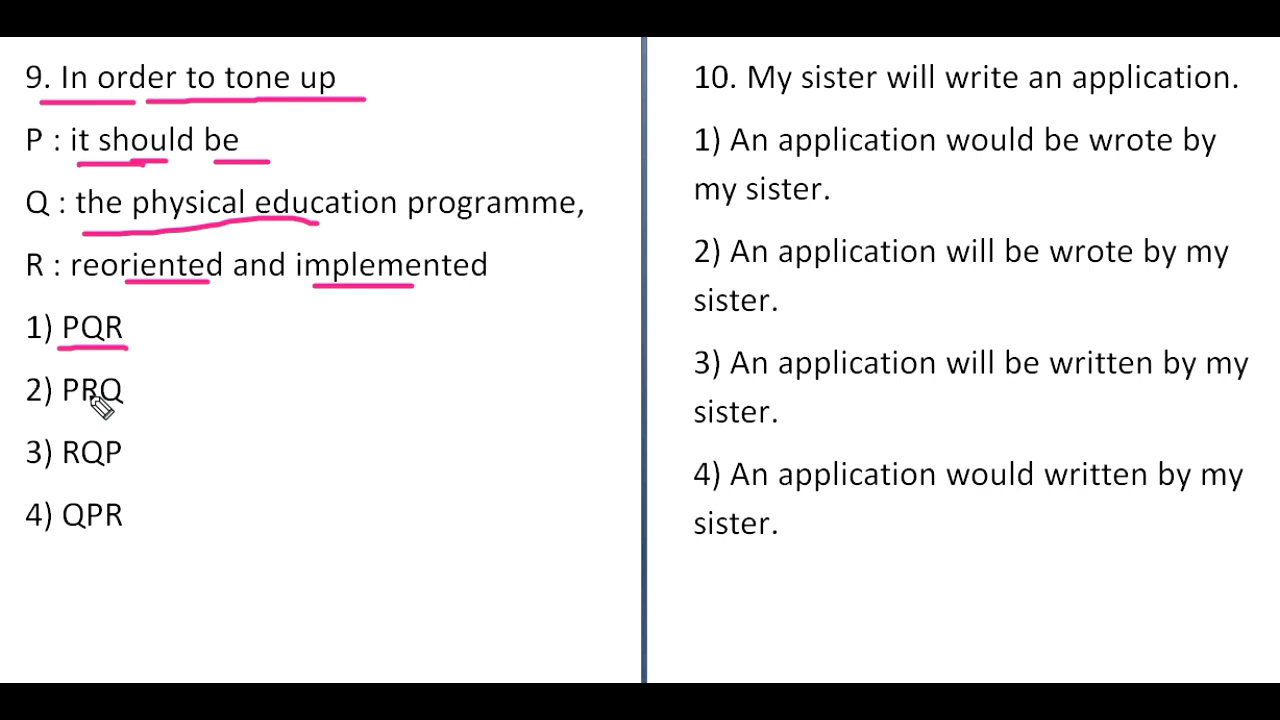 9. In order to tone up
P : it should be
Q : the physical education programme,
R : reoriented and implemented
1) PQR
2) PRQ
3) RQP
4) QPR
10. My sister will write an application.
1) An application would be wrote by
my sister.
2) An application will be wrote by my
sister.
3) An application will be written by my
sister.
4) An application would written by my
sister.